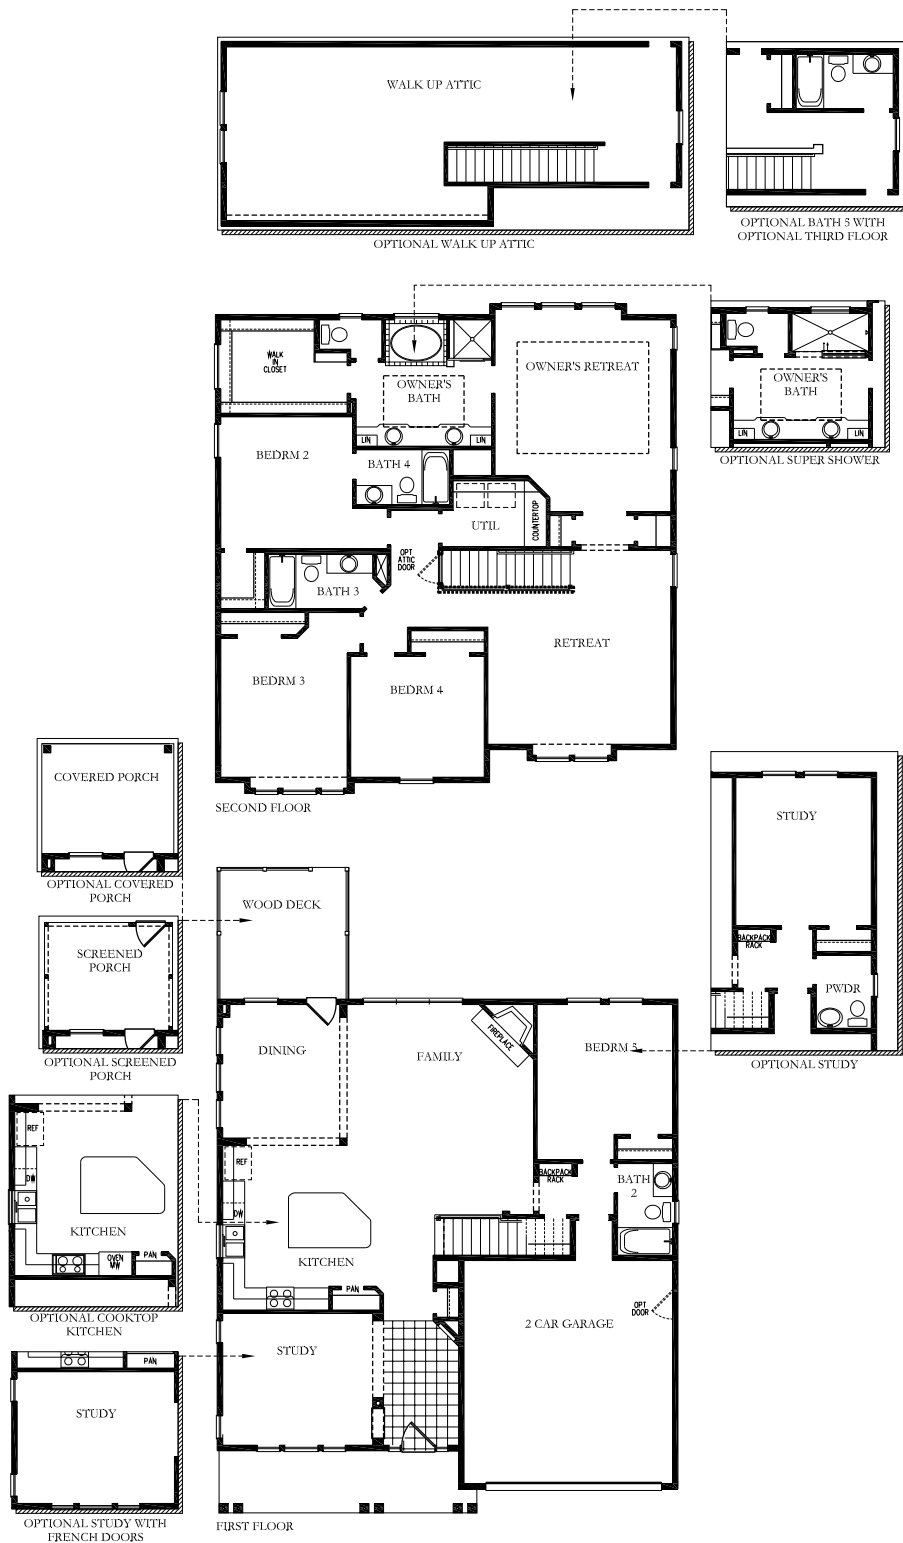 WALK UP ATTIC
OPTIONAL WALK UP ATTIC
OPTIONAL BATH 5 WITH
OPTIONAL THIRD FLOOR
WALK
IN
CLOSET
OWNER'S
BATH
OWNER'S RETREAT
LIN
LIN
OWNER'S
BATH
LIN
LIN
OPTIONAL SUPER SHOWER
BEDRM 2
BATH 4
UTIL
COUNTERTOP
OPT
ATTIC
DOOR
BATH 3
RETREAT
BEDRM 3
BEDRM 4
SECOND FLOOR
COVERED PORCH
OPTIONAL COVERED
PORCH
SCREENED
PORCH
OPTIONAL SCREENED
PORCH
STUDY
BACKPACK
RACK
PWDR
OPTIONAL STUDY
WOOD DECK
DINING
FAMILY
FIREPLACE
BEDRM 5
REF
DW
KITCHEN
OVEN
MW
PAN
OPTIONAL COOKTOP
KITCHEN
REF
DW
KITCHEN
PAN
BACKPACK
RACK
BATH
2
OPT
DOOR
2 CAR GARAGE
STUDY
PAN
STUDY
OPTIONAL STUDY WITH
FRENCH DOORS
FIRST FLOOR